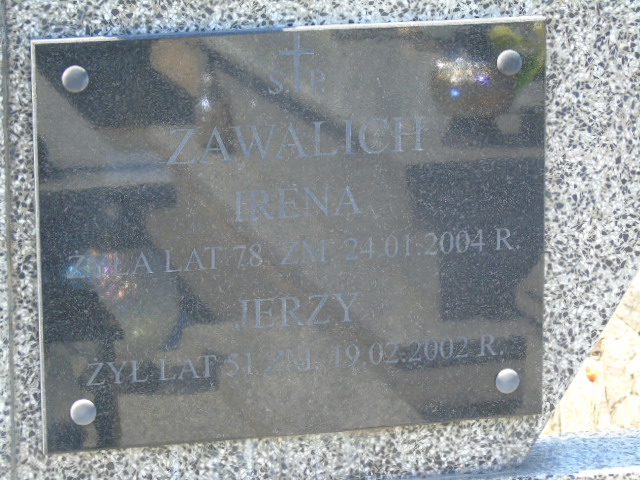 Ś.P.
ZAWALICH
IRENA
ŻYŁA LAT 78 ZM. 24.01.2004 R.
JERZY
ŻYŁ LAT 51 ZM. 19.02.2002 R.